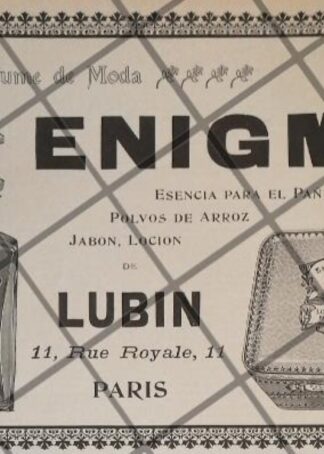 ume de Moda
ENIGM
ESENCIA PARA EL PAN
POLVOS DE ARROZ
JABON, LOCION
DE
LUBIN
11, Rue Royale, 11
PARIS